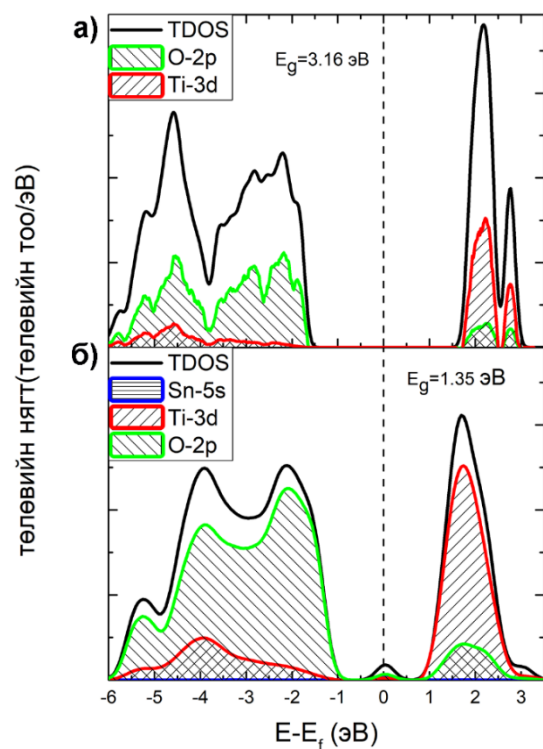 а)
TDOS
O-2p
Ti-3d
Eg=3.16 эВ
б)
TDOS
Sn-5s
Ti-3d
O-2p
Eg=1.35 эВ
төлөвийн нягт(төлөвийн тоо/эВ)
-6 -5 -4 -3 -2 -1 0 1 2 3
E-Ef (эВ)